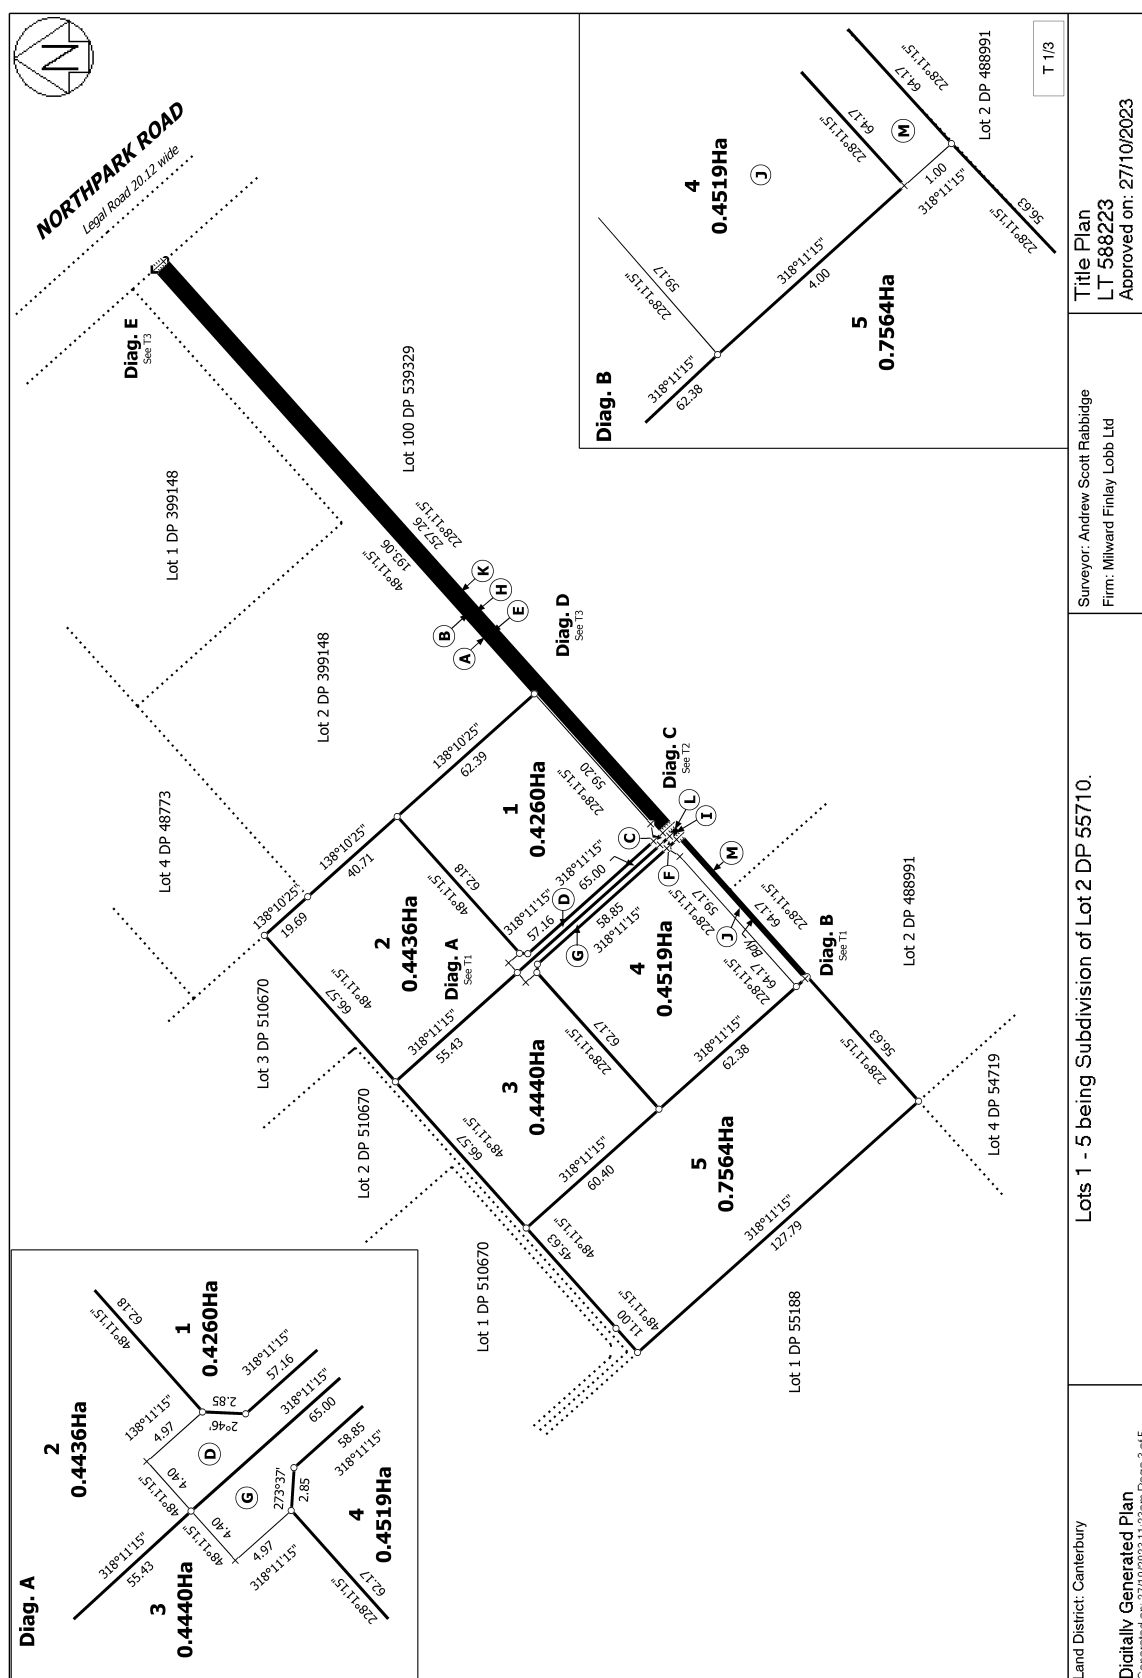 N
NORTHPARK ROAD
Legal Road 20.12 wide
Diag. E
See T3
Lot 1 DP 399148
Lot 100 DP 539329
48°11'15"
193.06
257.26
228°11'15"
B
A
K
H
E
Diag. D
See T3
Lot 2 DP 399148
Lot 4 DP 48773
138°10'25"
62.39
138°10'25"
40.71
138°10'25"
19.69
1
0.4260Ha
59.20
228°11'15"
Diag. C
See T2
L
I
C
F
M
62.18
48°11'15"
318°11'15"
65.00
318°11'15"
57.16
D
58.85
318°11'15"
G
2
0.4436Ha
Diag. A
See T1
66.57
48°11'15"
318°11'15"
55.43
Lot 3 DP 510670
Lot 2 DP 510670
Lot 1 DP 510670
4
0.4519Ha
59.17
228°11'15"
J
Bdy
64.17
228°11'15"
64.17
228°11'15"
Diag. B
See T1
Lot 2 DP 488991
3
0.4440Ha
62.17
228°11'15"
318°11'15"
62.38
66.57
48°11'15"
318°11'15"
60.40
5
0.7564Ha
56.63
228°11'15"
Lot 4 DP 54719
45.63
48°11'15"
11.00
48°11'15"
318°11'15"
127.79
Lot 1 DP 55188
Diag. A
2
0.4436Ha
48°11'15"
62.18
1
0.4260Ha
138°11'15"
4.97
2.85
2°46'
318°11'15"
57.16
D
4.40
48°11'15"
318°11'15"
65.00
318°11'15"
55.43
4.40
48°11'15"
G
273°37'
2.85
58.85
318°11'15"
3
0.4440Ha
4.97
318°11'15"
4
0.4519Ha
62.17
228°11'15"
Diag. B
318°11'15"
62.38
59.17
228°11'15"
4
0.4519Ha
J
64.17
228°11'15"
M
64.17
228°11'15"
Lot 2 DP 488991
318°11'15"
4.00
1.00
318°11'15"
56.63
228°11'15"
5
0.7564Ha
T 1/3
Land District: Canterbury
Digitally Generated Plan
Generated on: 27/10/2023 11:23am Page 3 of 5
Lots 1 - 5 being Subdivision of Lot 2 DP 55710.
Surveyor: Andrew Scott Rabbidge
Firm: Milward Finlay Lobb Ltd
Title Plan
LT 588223
Approved on: 27/10/2023